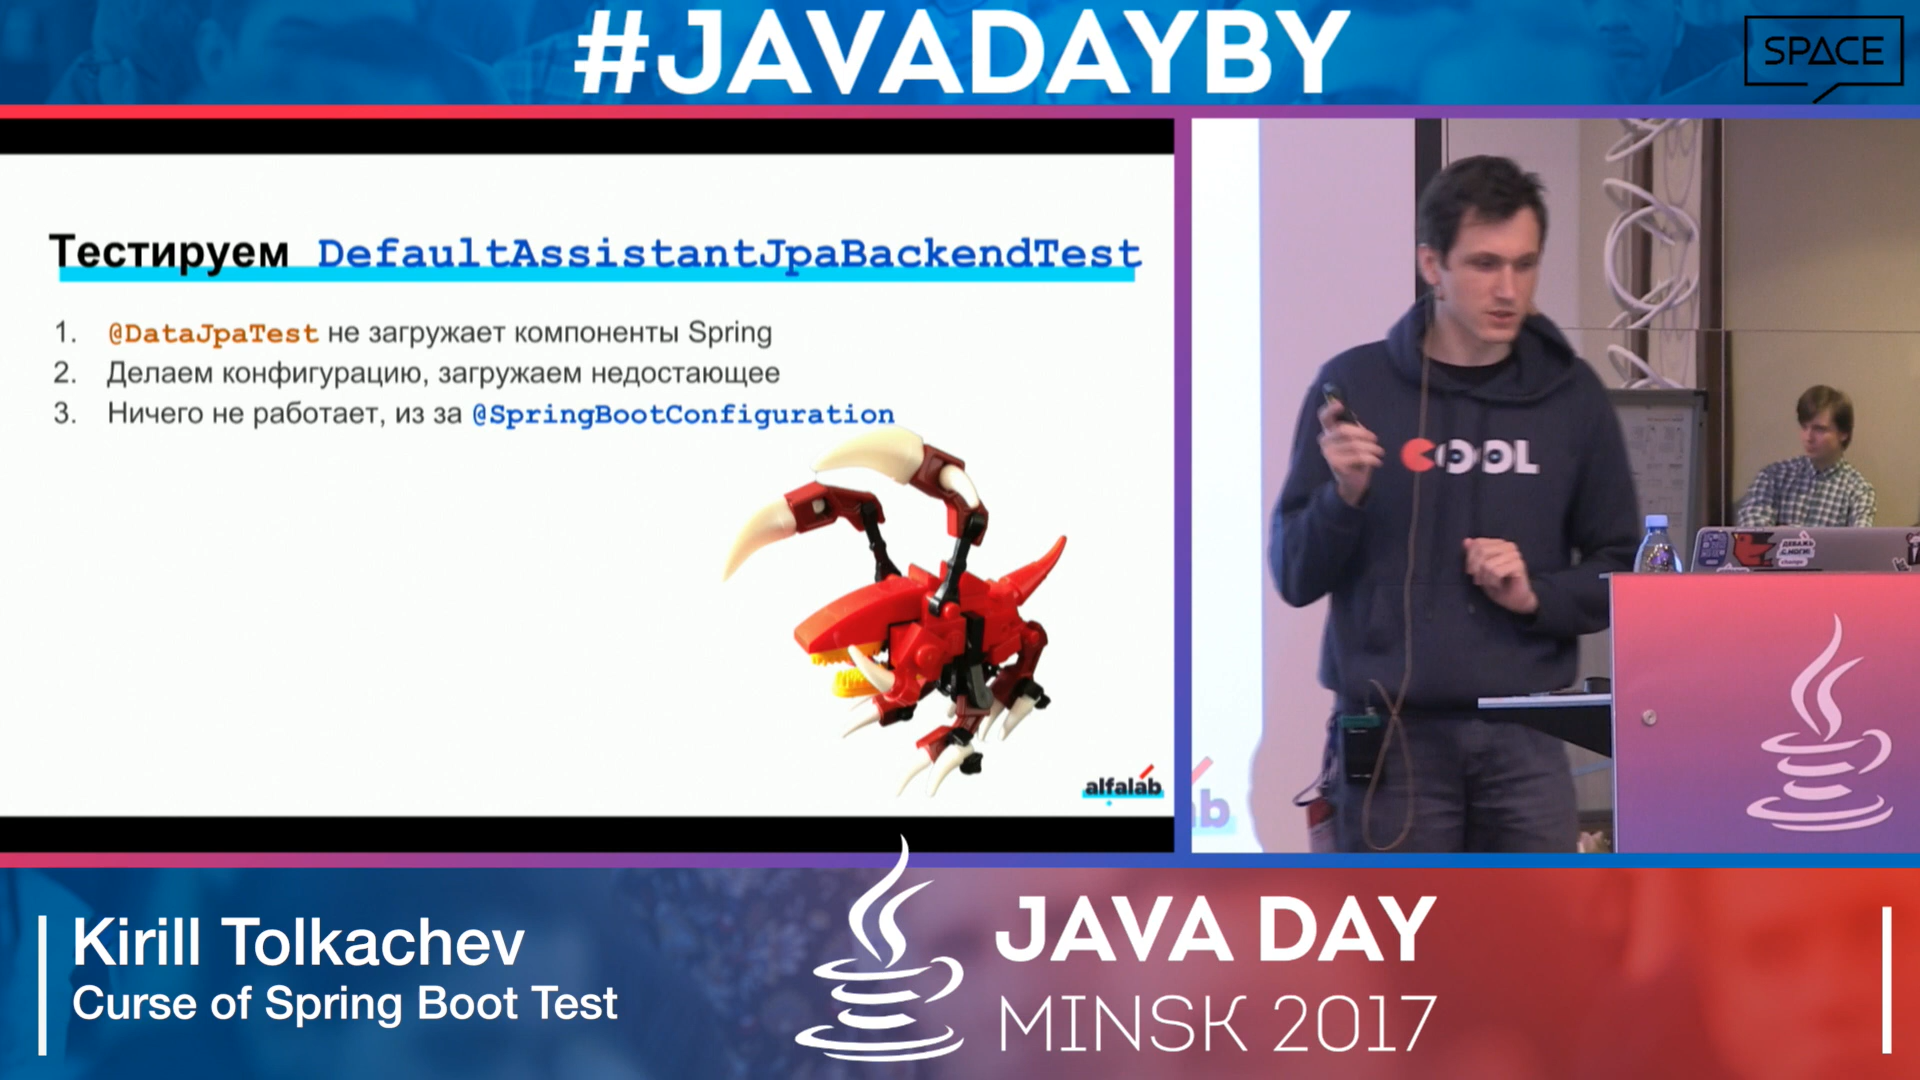 #JAVADAYBY
SPACE
Тестируем DefaultAssistantJpaBackendTest
1. @DataJpaTest не загружает компоненты Spring
2. Делаем конфигурацию, загружаем недостающее
3. Ничего не работает, из за @SpringBootConfiguration
alfalab
COOL
ab
Kirill Tolkachev
Curse of Spring Boot Test
JAVA DAY
MINSK 2017